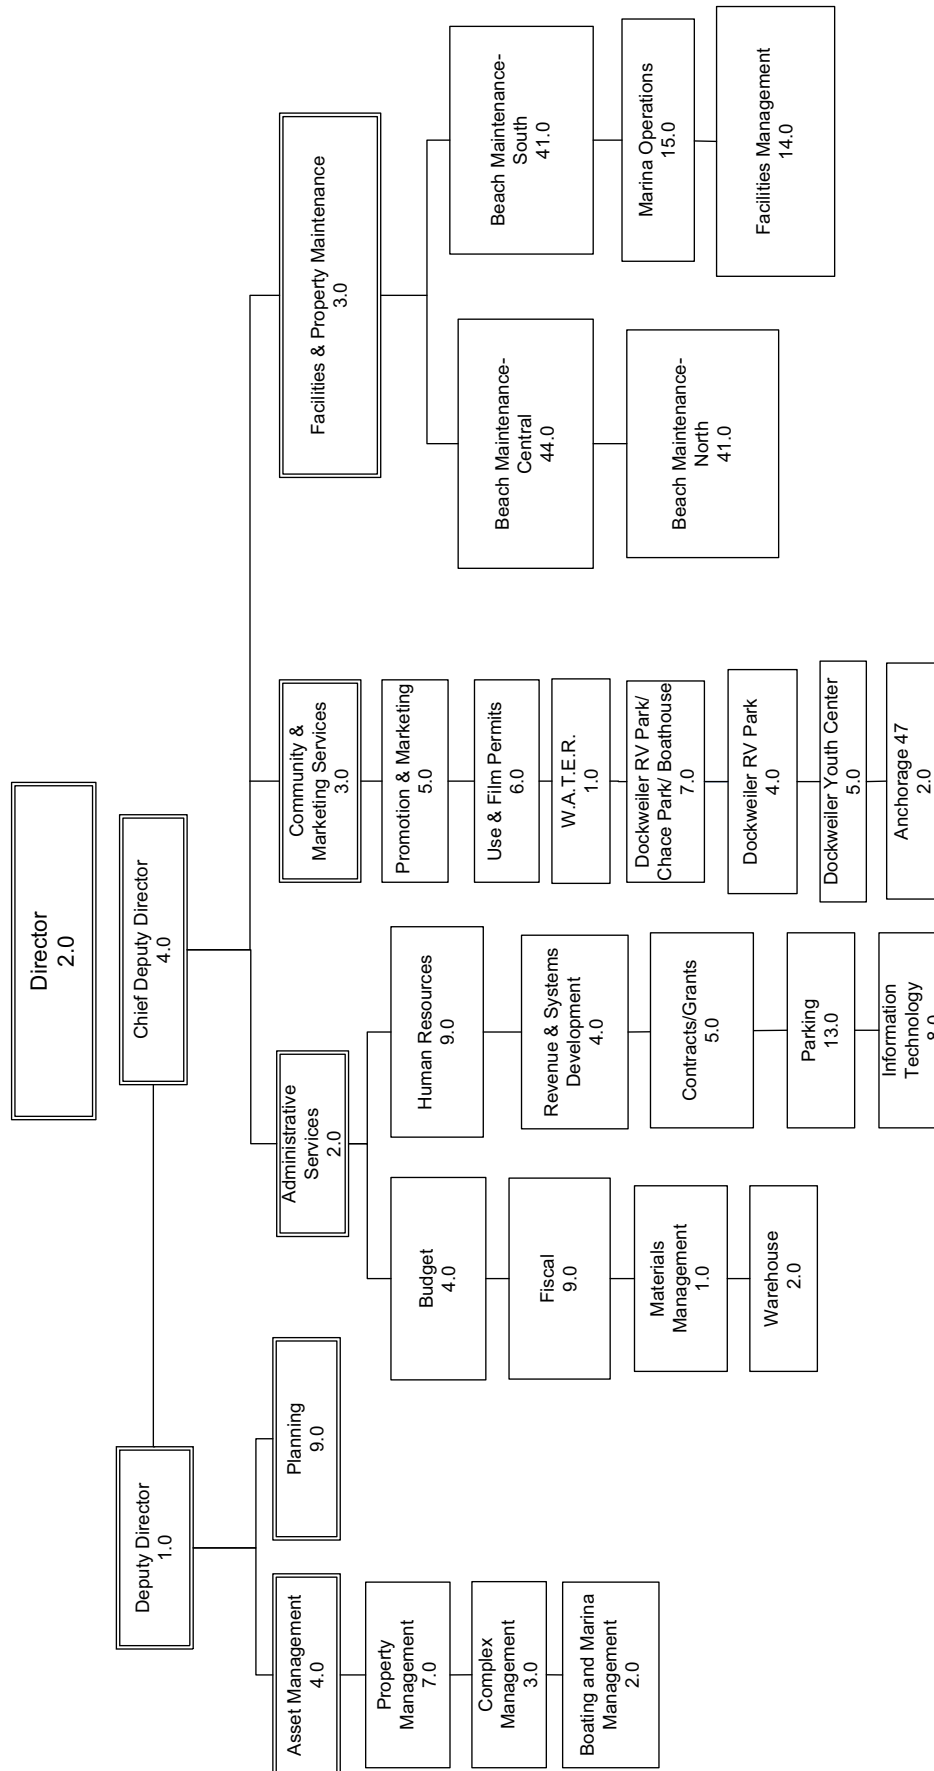 Director
2.0
Chief Deputy Director
4.0
Deputy Director
1.0
Asset Management
4.0
Property
Management
7.0
Complex
Management
3.0
Boating and Marina
Management
2.0
Planning
9.0
Administrative
Services
2.0
Budget
4.0
Fiscal
9.0
Materials
Management
1.0
Warehouse
2.0
Human Resources
9.0
Revenue & Systems
Development
4.0
Contracts/Grants
5.0
Parking
13.0
Information
Technology
8.0
Community &
Marketing Services
3.0
Promotion & Marketing
5.0
Use & Film Permits
6.0
W.A.T.E.R.
1.0
Dockweiler RV Park/
Chace Park/ Boathouse
7.0
Dockweiler RV Park
4.0
Dockweiler Youth Center
5.0
Anchorage 47
2.0
Facilities & Property Maintenance
3.0
Beach Maintenance-
Central
44.0
Beach Maintenance-
North
41.0
Beach Maintenance-
South
41.0
Marina Operations
15.0
Facilities Management
14.0